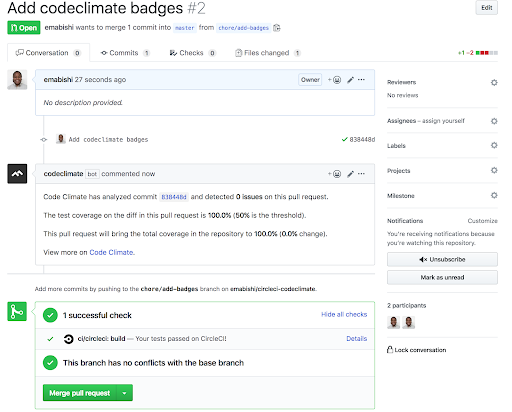 Add codeclimate badges #2
Edit
Open emabishi wants to merge 1 commit into master from chore/add-badges
Conversation 0 Commits 1 Checks 0 Files changed 1 +1 −2
emabishi 27 seconds ago Owner
No description provided.
Add codeclimate badges 838448d
codeclimate bot commented now
Code Climate has analyzed commit 838448d and detected 0 issues on this pull request.
The test coverage on the diff in this pull request is 100.0% (50% is the threshold).
This pull request will bring the total coverage in the repository to 100.0% (0.0% change).
View more on Code Climate.
Add more commits by pushing to the chore/add-badges branch on emabishi/circleci-codeclimate.
1 successful check Hide all checks
ci/circleci: build — Your tests passed on CircleCI! Details
This branch has no conflicts with the base branch
Merge pull request
Reviewers
No reviews
Assignees – assign yourself
Labels
Projects
Milestone
Notifications Customize
You're receiving notifications because
you're watching this repository.
Unsubscribe
Mark as unread
2 participants
Lock conversation